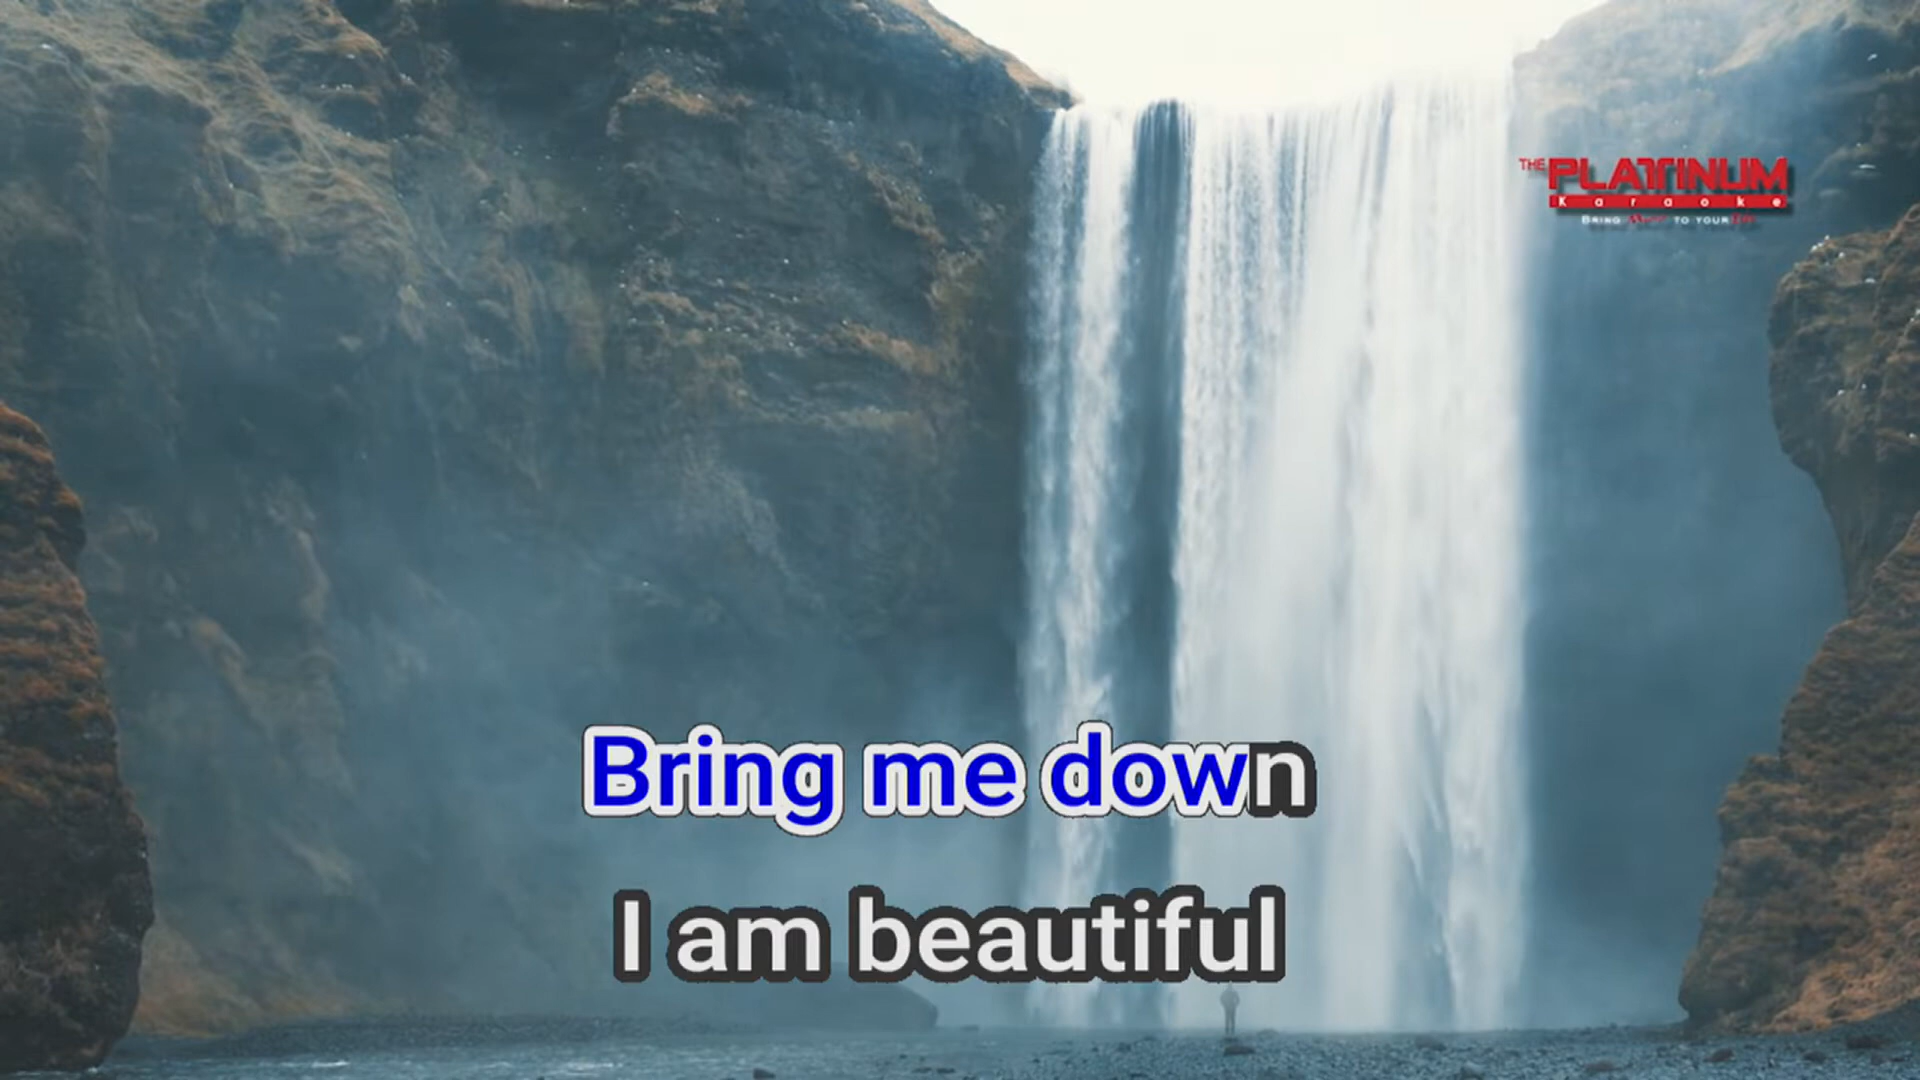 THE PLATINUM
Karaoke
BRING MUSIC TO YOUR LIFE
Bring me down
I am beautiful